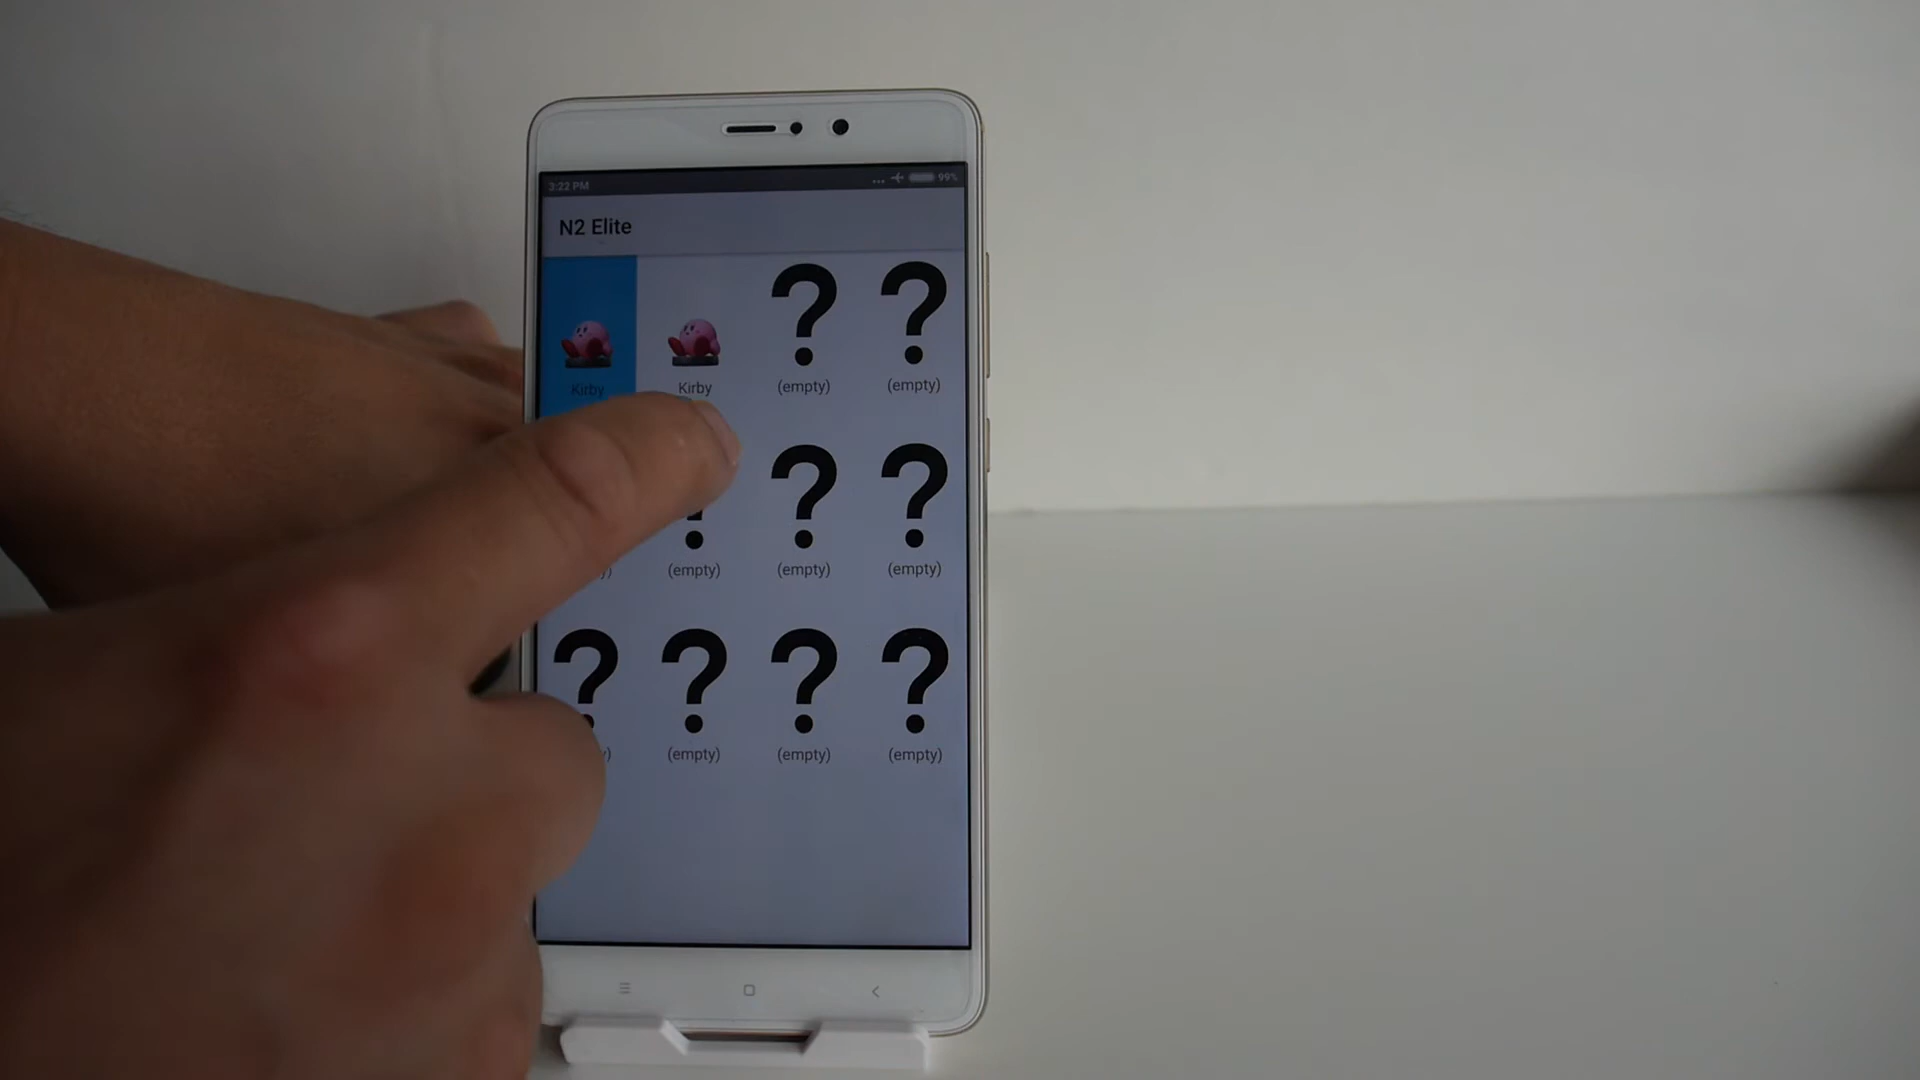 3:22 PM ... 99%
N2 Elite
Kirby Kirby (empty) (empty)
(empty) (empty) (empty)
(empty) (empty) (empty)